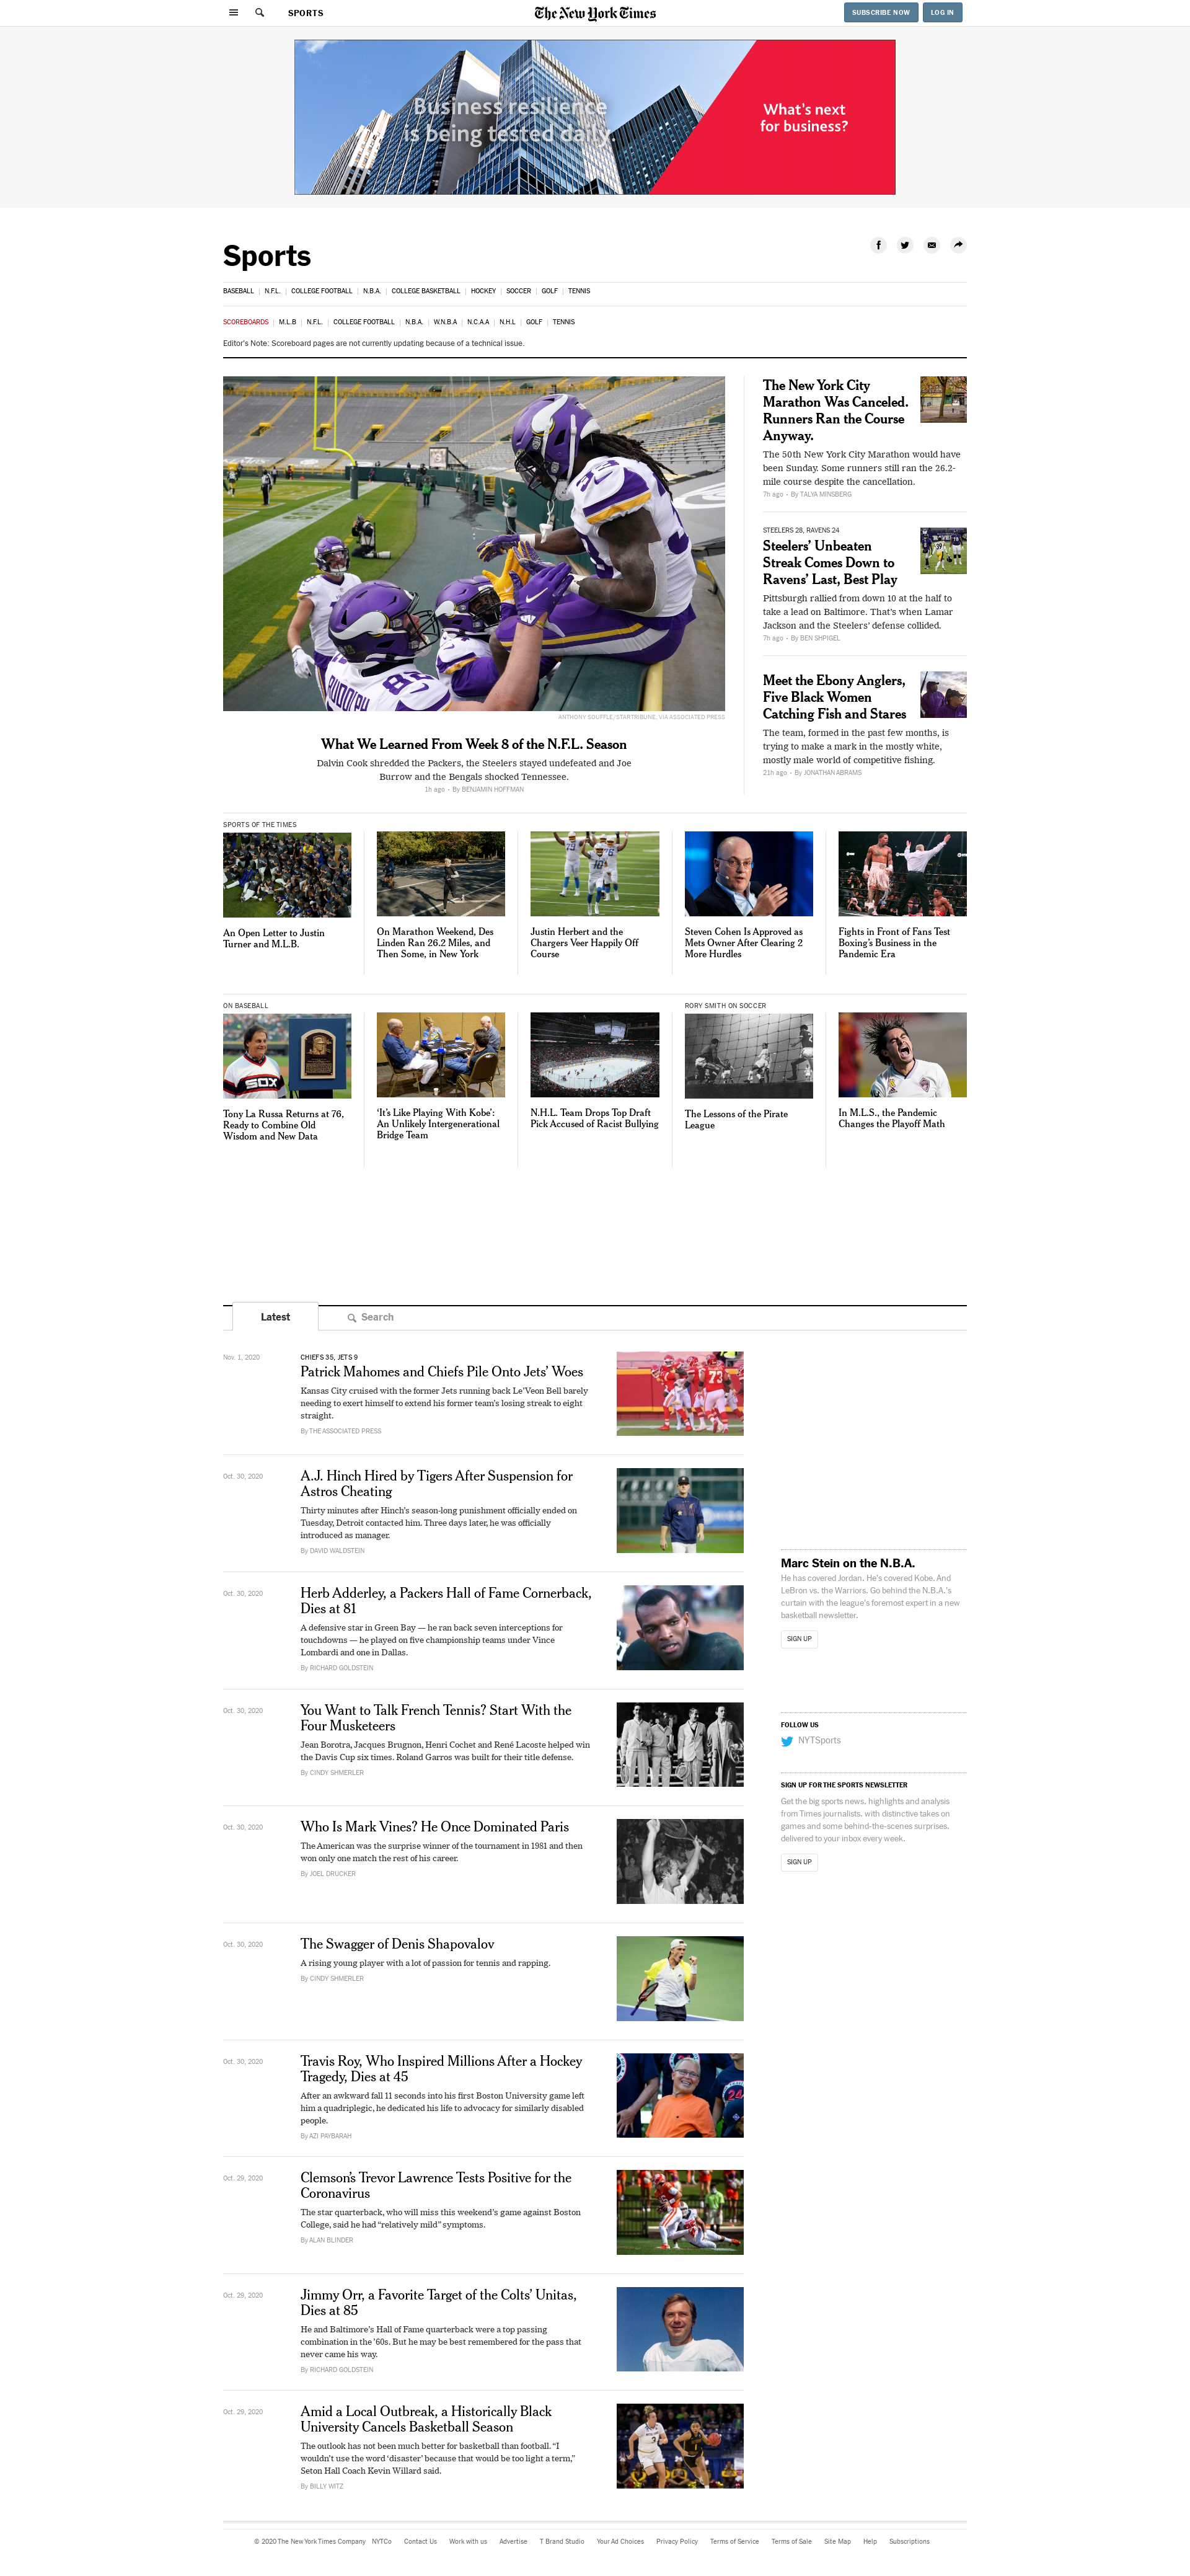 SPORTS
The New York Times
SUBSCRIBE NOW
LOG IN
Business resilience
is being tested daily.
What's next
for business?
Sports
BASEBALL | N.F.L. | COLLEGE FOOTBALL | N.B.A. | COLLEGE BASKETBALL | HOCKEY | SOCCER | GOLF | TENNIS
SCOREBOARDS | M.L.B | N.F.L. | COLLEGE FOOTBALL | N.B.A. | W.N.B.A | N.C.A.A | N.H.L | GOLF | TENNIS
Editor's Note: Scoreboard pages are not currently updating because of a technical issue.
RUDOLPH
33
ANTHONY SOUFFLE/STARTRIBUNE, VIA ASSOCIATED PRESS
What We Learned From Week 8 of the N.F.L. Season
Dalvin Cook shredded the Packers, the Steelers stayed undefeated and Joe
Burrow and the Bengals shocked Tennessee.
1h ago • By BENJAMIN HOFFMAN
The New York City
Marathon Was Canceled.
Runners Ran the Course
Anyway.
The 50th New York City Marathon would have
been Sunday. Some runners still ran the 26.2-
mile course despite the cancellation.
7h ago • By TALYA MINSBERG
STEELERS 28, RAVENS 24
Steelers’ Unbeaten
Streak Comes Down to
Ravens’ Last, Best Play
Pittsburgh rallied from down 10 at the half to
take a lead on Baltimore. That’s when Lamar
Jackson and the Steelers’ defense collided.
7h ago • By BEN SHPIGEL
Meet the Ebony Anglers,
Five Black Women
Catching Fish and Stares
The team, formed in the past few months, is
trying to make a mark in the mostly white,
mostly male world of competitive fishing.
21h ago • By JONATHAN ABRAMS
SPORTS OF THE TIMES
An Open Letter to Justin
Turner and M.L.B.
On Marathon Weekend, Des
Linden Ran 26.2 Miles, and
Then Some, in New York
Justin Herbert and the
Chargers Veer Happily Off
Course
Steven Cohen Is Approved as
Mets Owner After Clearing 2
More Hurdles
Fights in Front of Fans Test
Boxing’s Business in the
Pandemic Era
ON BASEBALL
SOX
Tony La Russa Returns at 76,
Ready to Combine Old
Wisdom and New Data
‘It’s Like Playing With Kobe’:
An Unlikely Intergenerational
Bridge Team
N.H.L. Team Drops Top Draft
Pick Accused of Racist Bullying
RORY SMITH ON SOCCER
The Lessons of the Pirate
League
In M.L.S., the Pandemic
Changes the Playoff Math
Latest
Search
Nov. 1, 2020
CHIEFS 35, JETS 9
Patrick Mahomes and Chiefs Pile Onto Jets’ Woes
Kansas City cruised with the former Jets running back Le’Veon Bell barely
needing to exert himself to extend his former team’s losing streak to eight
straight.
By THE ASSOCIATED PRESS
73
Oct. 30, 2020
A.J. Hinch Hired by Tigers After Suspension for
Astros Cheating
Thirty minutes after Hinch’s season-long punishment officially ended on
Tuesday, Detroit contacted him. Three days later, he was officially
introduced as manager.
By DAVID WALDSTEIN
Oct. 30, 2020
Herb Adderley, a Packers Hall of Fame Cornerback,
Dies at 81
A defensive star in Green Bay — he ran back seven interceptions for
touchdowns — he played on five championship teams under Vince
Lombardi and one in Dallas.
By RICHARD GOLDSTEIN
Oct. 30, 2020
You Want to Talk French Tennis? Start With the
Four Musketeers
Jean Borotra, Jacques Brugnon, Henri Cochet and René Lacoste helped win
the Davis Cup six times. Roland Garros was built for their title defense.
By CINDY SHMERLER
Oct. 30, 2020
Who Is Mark Vines? He Once Dominated Paris
The American was the surprise winner of the tournament in 1981 and then
won only one match the rest of his career.
By JOEL DRUCKER
Oct. 30, 2020
The Swagger of Denis Shapovalov
A rising young player with a lot of passion for tennis and rapping.
By CINDY SHMERLER
Oct. 30, 2020
Travis Roy, Who Inspired Millions After a Hockey
Tragedy, Dies at 45
After an awkward fall 11 seconds into his first Boston University game left
him a quadriplegic, he dedicated his life to advocacy for similarly disabled
people.
By AZI PAYBARAH
24
Oct. 29, 2020
Clemson’s Trevor Lawrence Tests Positive for the
Coronavirus
The star quarterback, who will miss this weekend’s game against Boston
College, said he had “relatively mild” symptoms.
By ALAN BLINDER
Oct. 29, 2020
Jimmy Orr, a Favorite Target of the Colts’ Unitas,
Dies at 85
He and Baltimore’s Hall of Fame quarterback were a top passing
combination in the ’60s. But he may be best remembered for the pass that
never came his way.
By RICHARD GOLDSTEIN
Oct. 29, 2020
Amid a Local Outbreak, a Historically Black
University Cancels Basketball Season
The outlook has not been much better for basketball than football. “I
wouldn’t use the word ‘disaster’ because that would be too light a term,”
Seton Hall Coach Kevin Willard said.
By BILLY WITZ
Marc Stein on the N.B.A.
He has covered Jordan. He’s covered Kobe. And
LeBron vs. the Warriors. Go behind the N.B.A.’s
curtain with the league’s foremost expert in a new
basketball newsletter.
SIGN UP
FOLLOW US
NYTSports
SIGN UP FOR THE SPORTS NEWSLETTER
Get the big sports news, highlights and analysis
from Times journalists, with distinctive takes on
games and some behind-the-scenes surprises,
delivered to your inbox every week.
SIGN UP
© 2020 The New York Times Company NYTCo Contact Us Work with us Advertise T Brand Studio Your Ad Choices Privacy Policy Terms of Service Terms of Sale Site Map Help Subscriptions